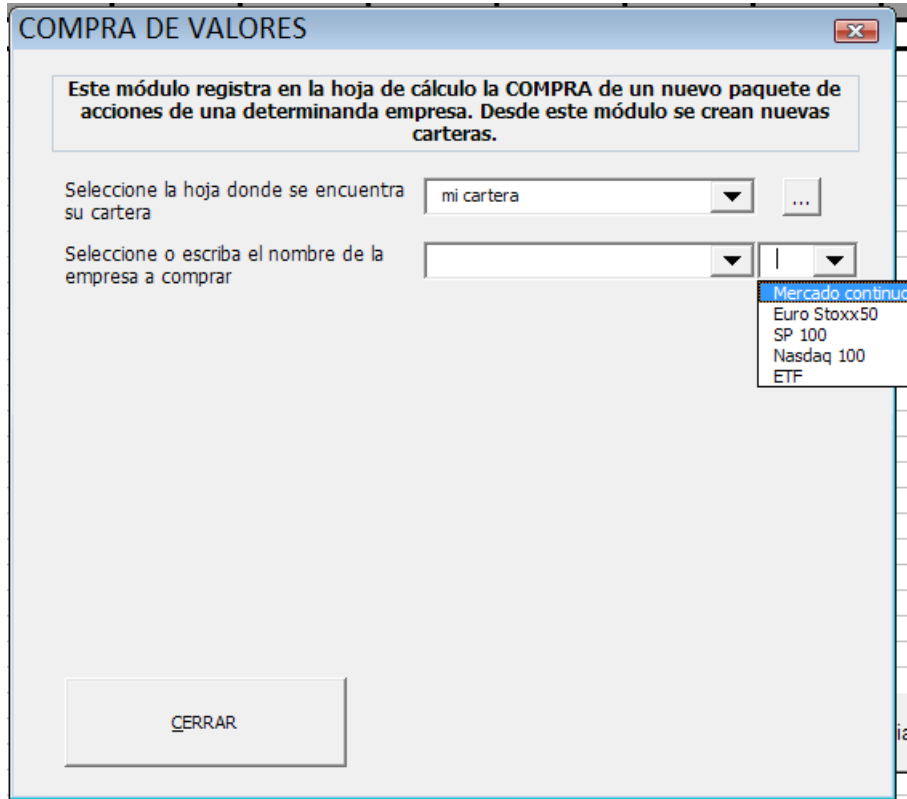 COMPRA DE VALORES
Este módulo registra en la hoja de cálculo la COMPRA de un nuevo paquete de
acciones de una determinanda empresa. Desde este módulo se crean nuevas
carteras.
Seleccione la hoja donde se encuentra
su cartera
mi cartera
...
Seleccione o escriba el nombre de la
empresa a comprar
Mercado continuo
Euro Stoxx50
SP 100
Nasdaq 100
ETF
CERRAR